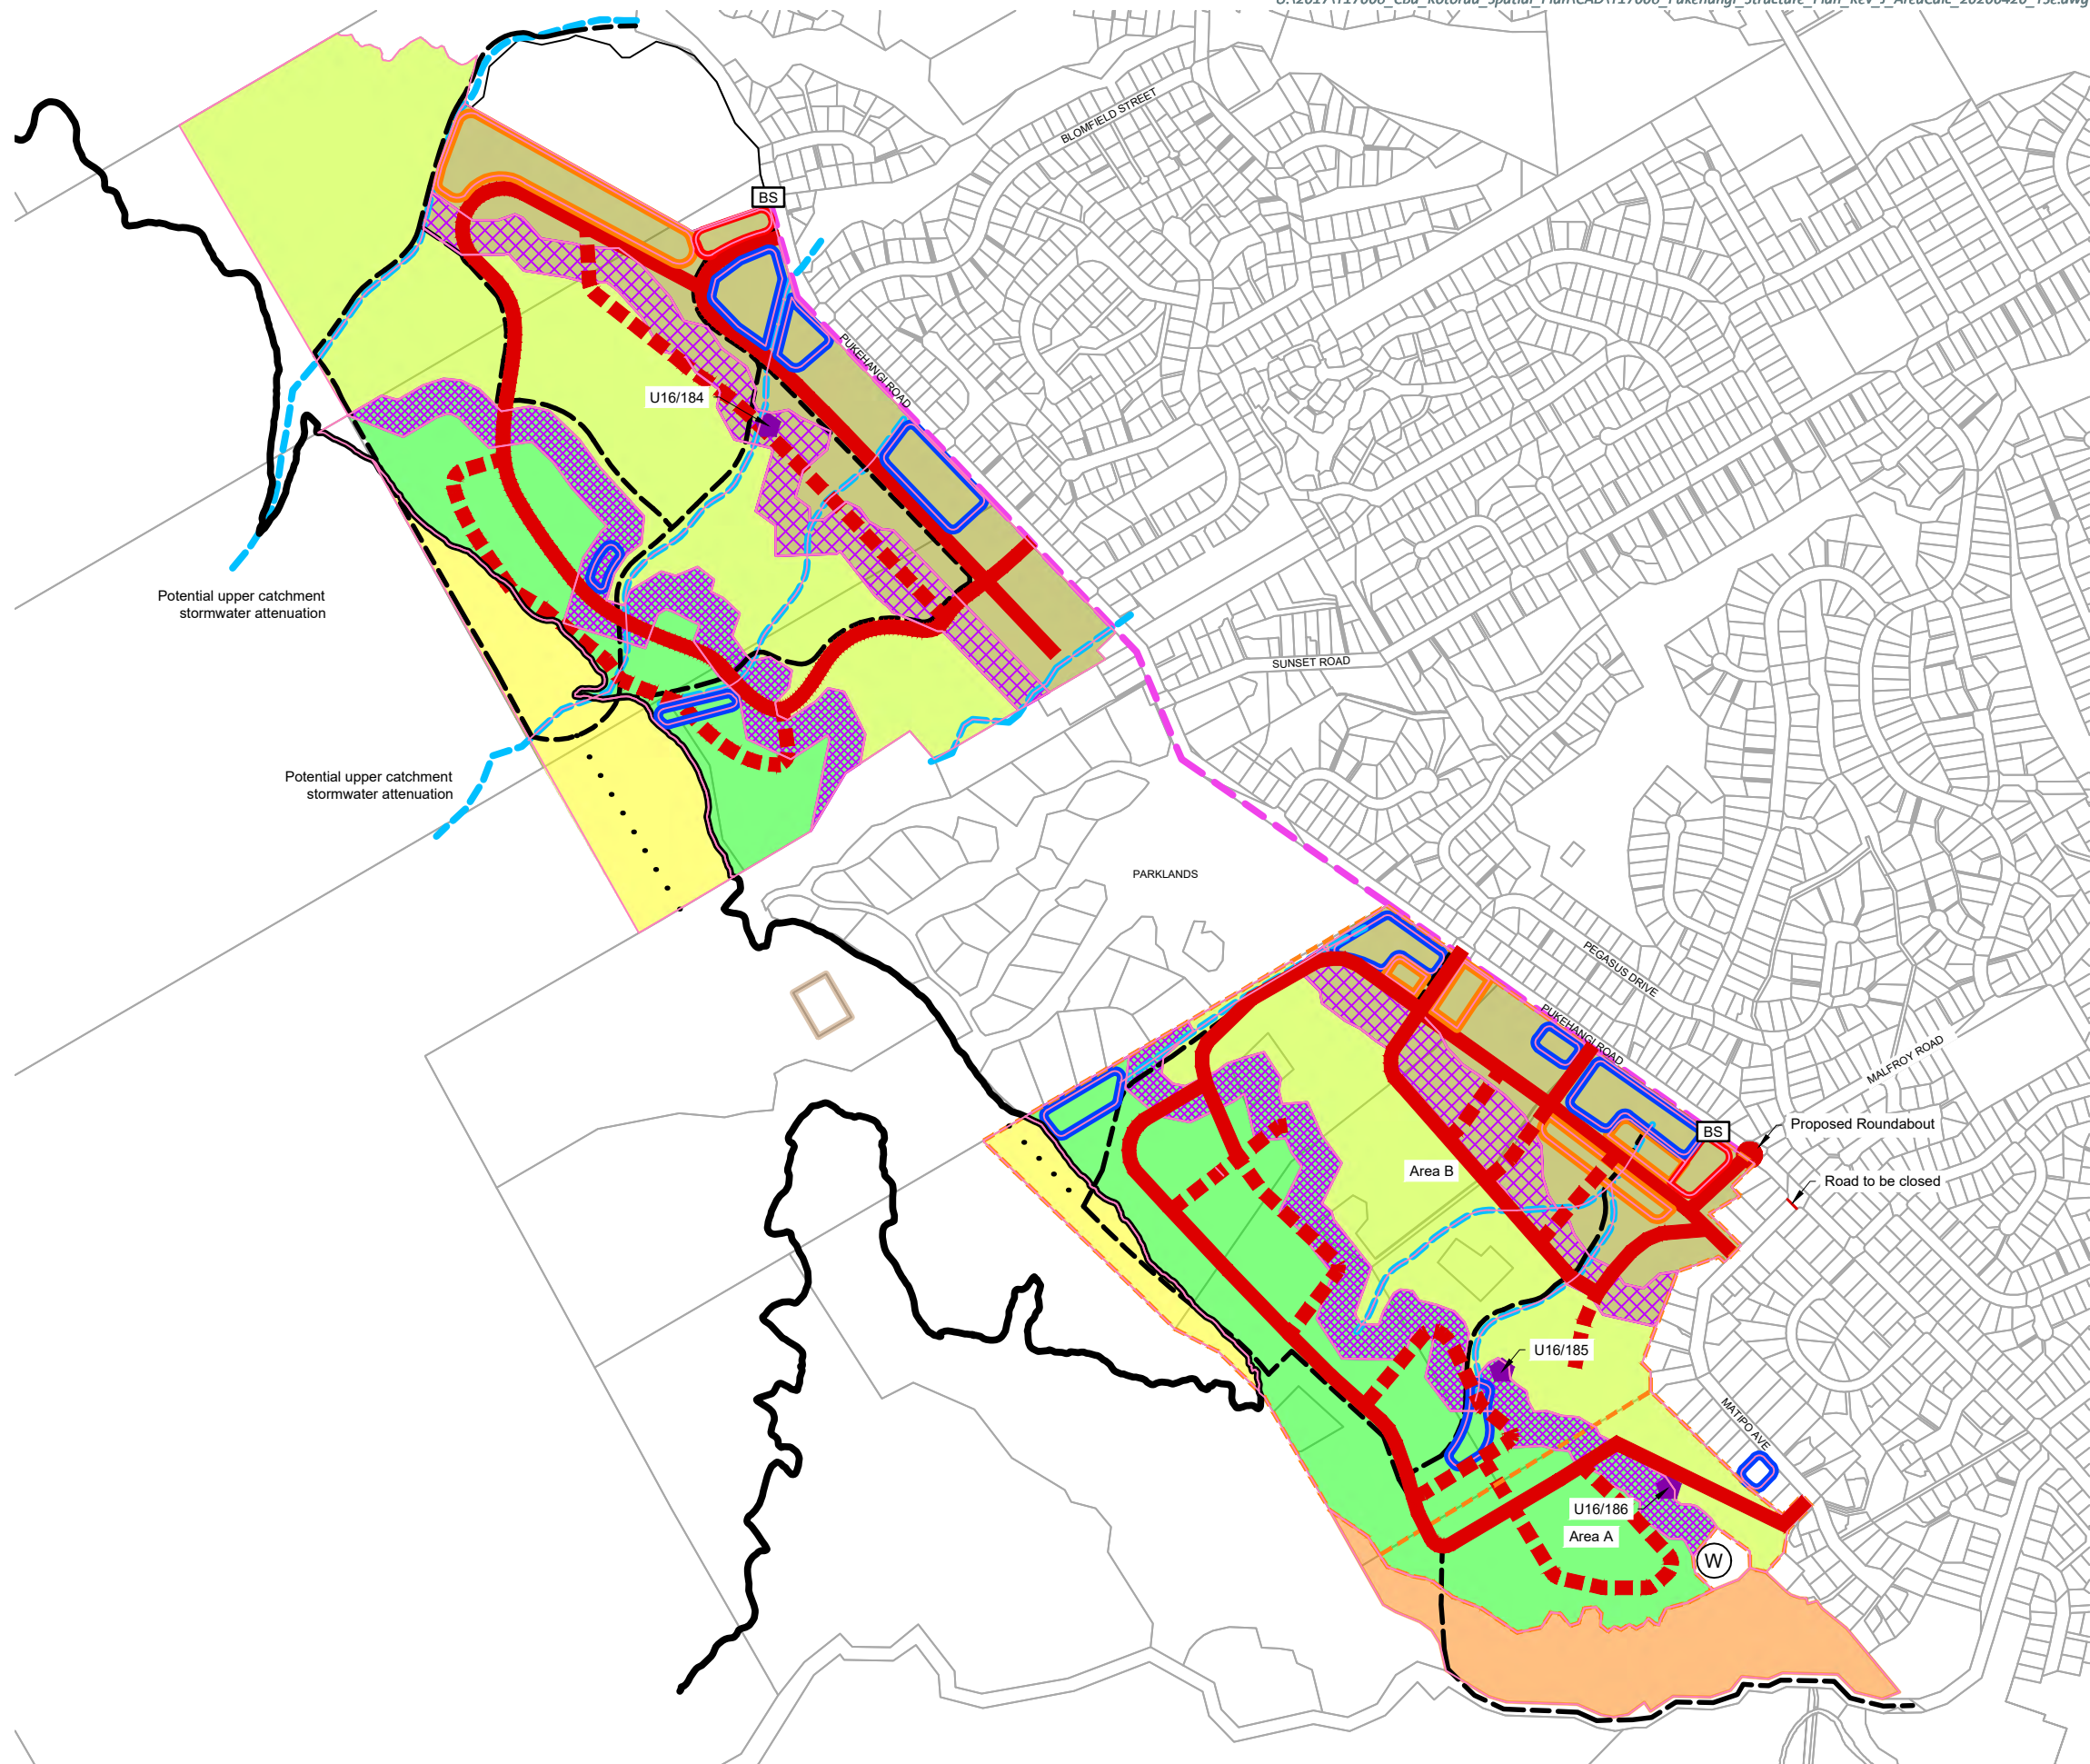 BLOMFIELD STREET
BS
PUKEHANGI ROAD
U16/184
Potential upper catchment
stormwater attenuation
SUNSET ROAD
Potential upper catchment
stormwater attenuation
PARKLANDS
PEGASUS DRIVE
PUKEHANGI ROAD
MALFROY ROAD
BS
Proposed Roundabout
Area B
Road to be closed
U16/185
MATIPO AVE
U16/186
Area A
W